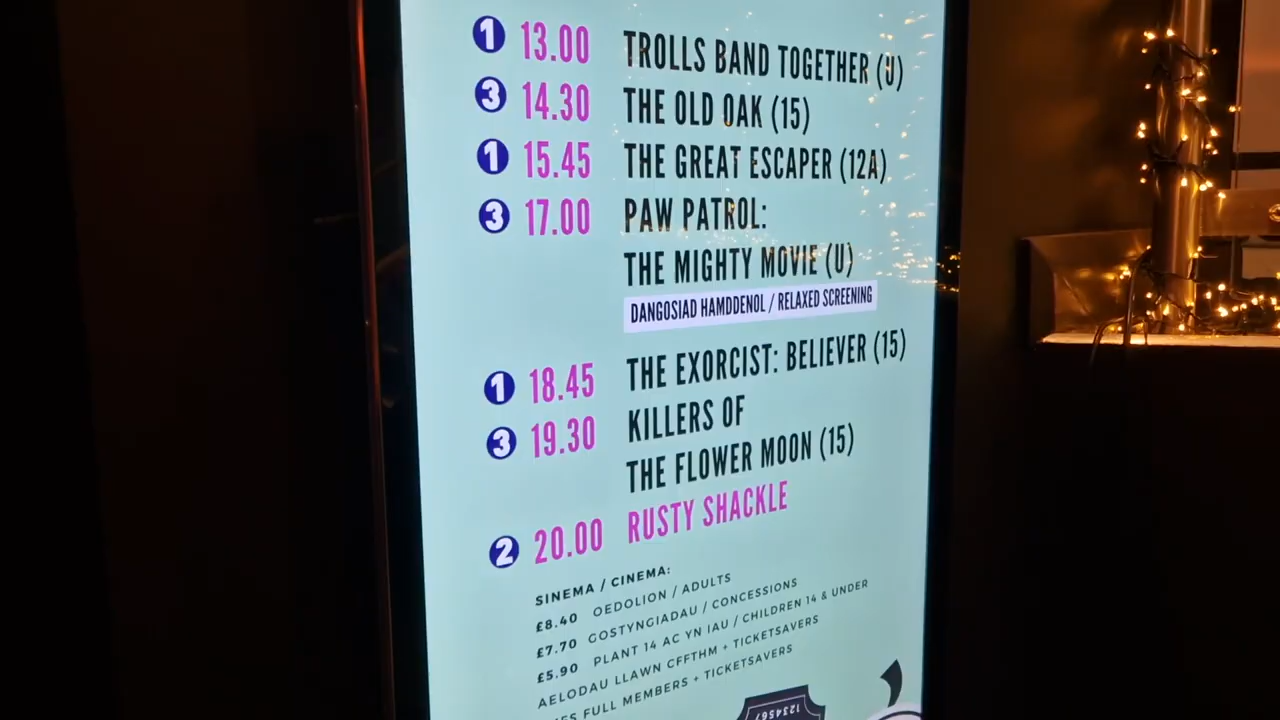 1 13.00 TROLLS BAND TOGETHER (U)
3 14.30 THE OLD OAK (15)
1 15.45 THE GREAT ESCAPER (12A)
3 17.00 PAW PATROL:
THE MIGHTY MOVIE (U)
DANGOSIAD HAMDDENOL / RELAXED SCREENING
1 18.45 THE EXORCIST: BELIEVER (15)
3 19.30 KILLERS OF
THE FLOWER MOON (15)
2 20.00 RUSTY SHACKLE
SINEMA / CINEMA:
£8.40 OEDOLION / ADULTS
£7.70 GOSTYNGIADAU / CONCESSIONS
£5.90 PLANT 14 AC YN IAU / CHILDREN 14 & UNDER
AELODAU LLAWN CFFTHM + TICKETSAVERS
FULL MEMBERS + TICKETSAVERS
1234567